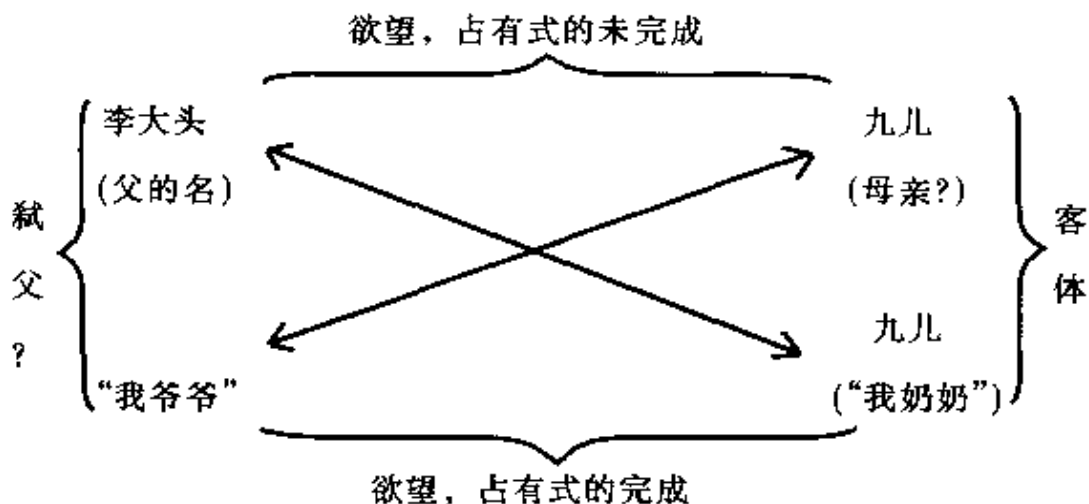 欲望，占有式的未完成
李大头
九儿
(父的名)
(母亲?)
弑父?
客体
九儿
“我爷爷”
(“我奶奶”)
欲望，占有式的完成